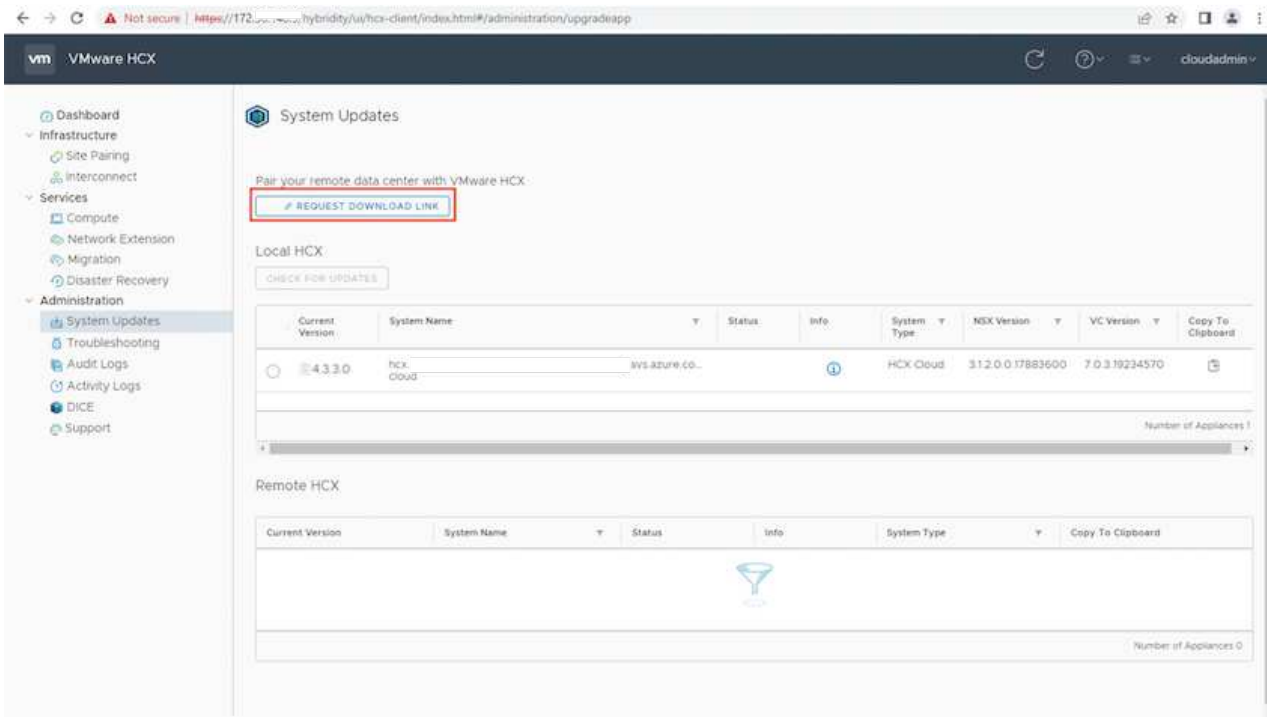 Not secure | https://172. hybridity/ui/hcx-client/index.html#/administration/upgradeapp
vm VMware HCX
cloudadmin
Dashboard
Infrastructure
Site Pairing
Interconnect
Services
Compute
Network Extension
Migration
Disaster Recovery
Administration
System Updates
Troubleshooting
Audit Logs
Activity Logs
DICE
Support
System Updates
Pair your remote data center with VMware HCX
REQUEST DOWNLOAD LINK
Local HCX
CHECK FOR UPDATES
Current Version System Name Status Info System Type NSX Version VC Version Copy To Clipboard
4.3.3.0 hcx. avs.azure.co... HCX Cloud 3.1.2.0.0.17883600 7.0.3.19234570
cloud
Number of Appliances 1
Remote HCX
Current Version System Name Status Info System Type Copy To Clipboard
Number of Appliances 0